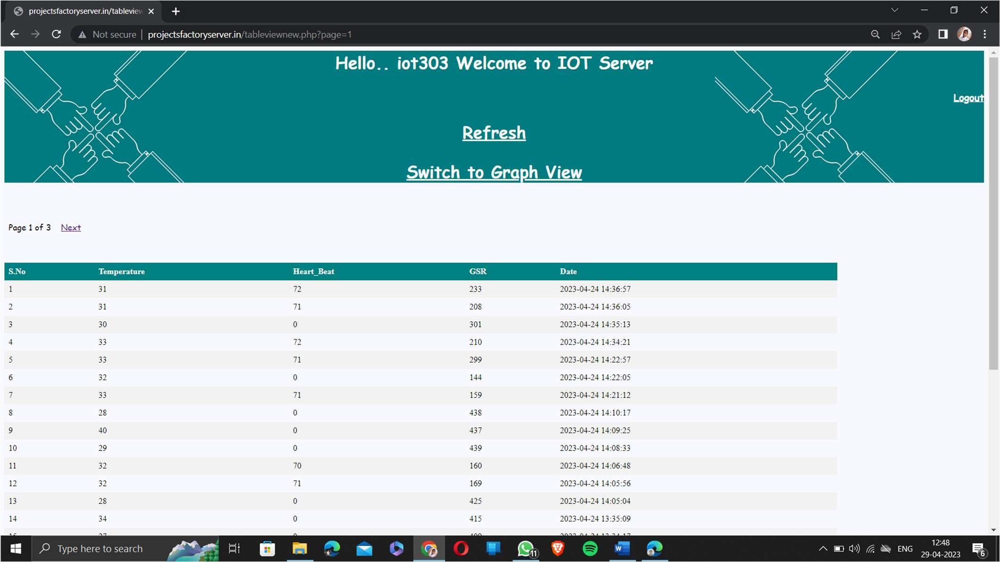 projectsfactoryserver.in/tableview
Not secure projectsfactoryserver.in/tableviewnew.php?page=1
Hello.. iot303 Welcome to IOT Server
Logout
Refresh
Switch to Graph View
Page 1 of 3 Next
S.No Temperature Heart_Beat GSR Date
1 31 72 233 2023-04-24 14:36:57
2 31 71 208 2023-04-24 14:36:05
3 30 0 301 2023-04-24 14:35:13
4 33 72 210 2023-04-24 14:34:21
5 33 71 299 2023-04-24 14:22:57
6 32 0 144 2023-04-24 14:22:05
7 33 71 159 2023-04-24 14:21:12
8 28 0 438 2023-04-24 14:10:17
9 40 0 437 2023-04-24 14:09:25
10 29 0 439 2023-04-24 14:08:33
11 32 70 160 2023-04-24 14:06:48
12 32 71 169 2023-04-24 14:05:56
13 28 0 425 2023-04-24 14:05:04
14 34 0 415 2023-04-24 13:35:09
Type here to search
11
W
ENG
12:48
29-04-2023
6